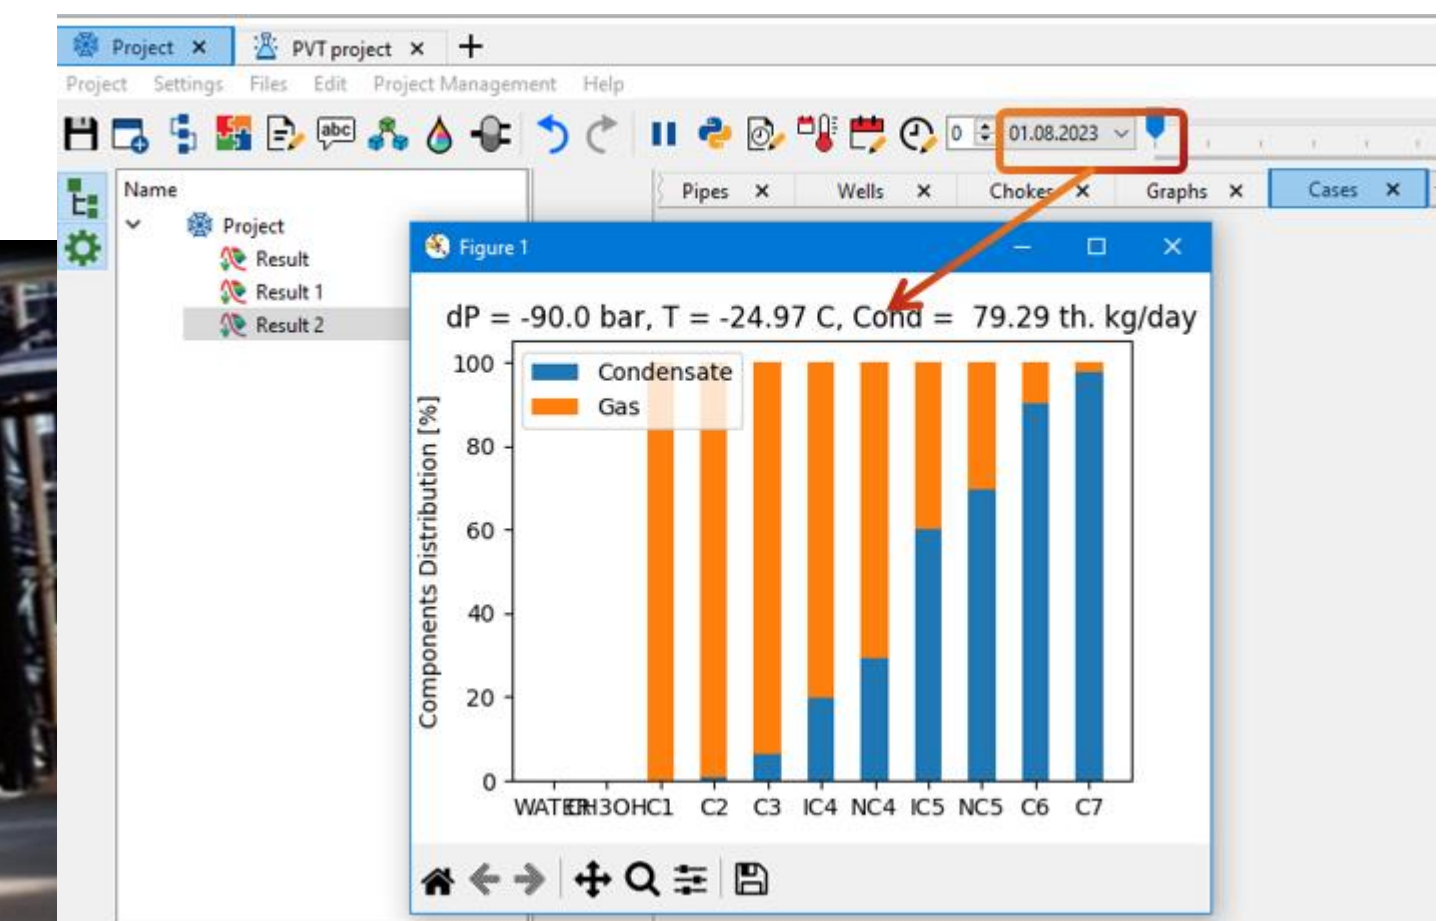 Project
PVT project
Project Settings Files Edit Project Management Help
abc
0 01.08.2023
Name
Pipes Wells Chokes Graphs Cases
Project
Result
Result 1
Result 2
Figure 1
dP = -90.0 bar, T = -24.97 C, Cond = 79.29 th. kg/day
Components Distribution [%]
100
80
60
40
20
0
Condensate
Gas
WATER CH3OH C1 C2 C3 IC4 NC4 IC5 NC5 C6 C7